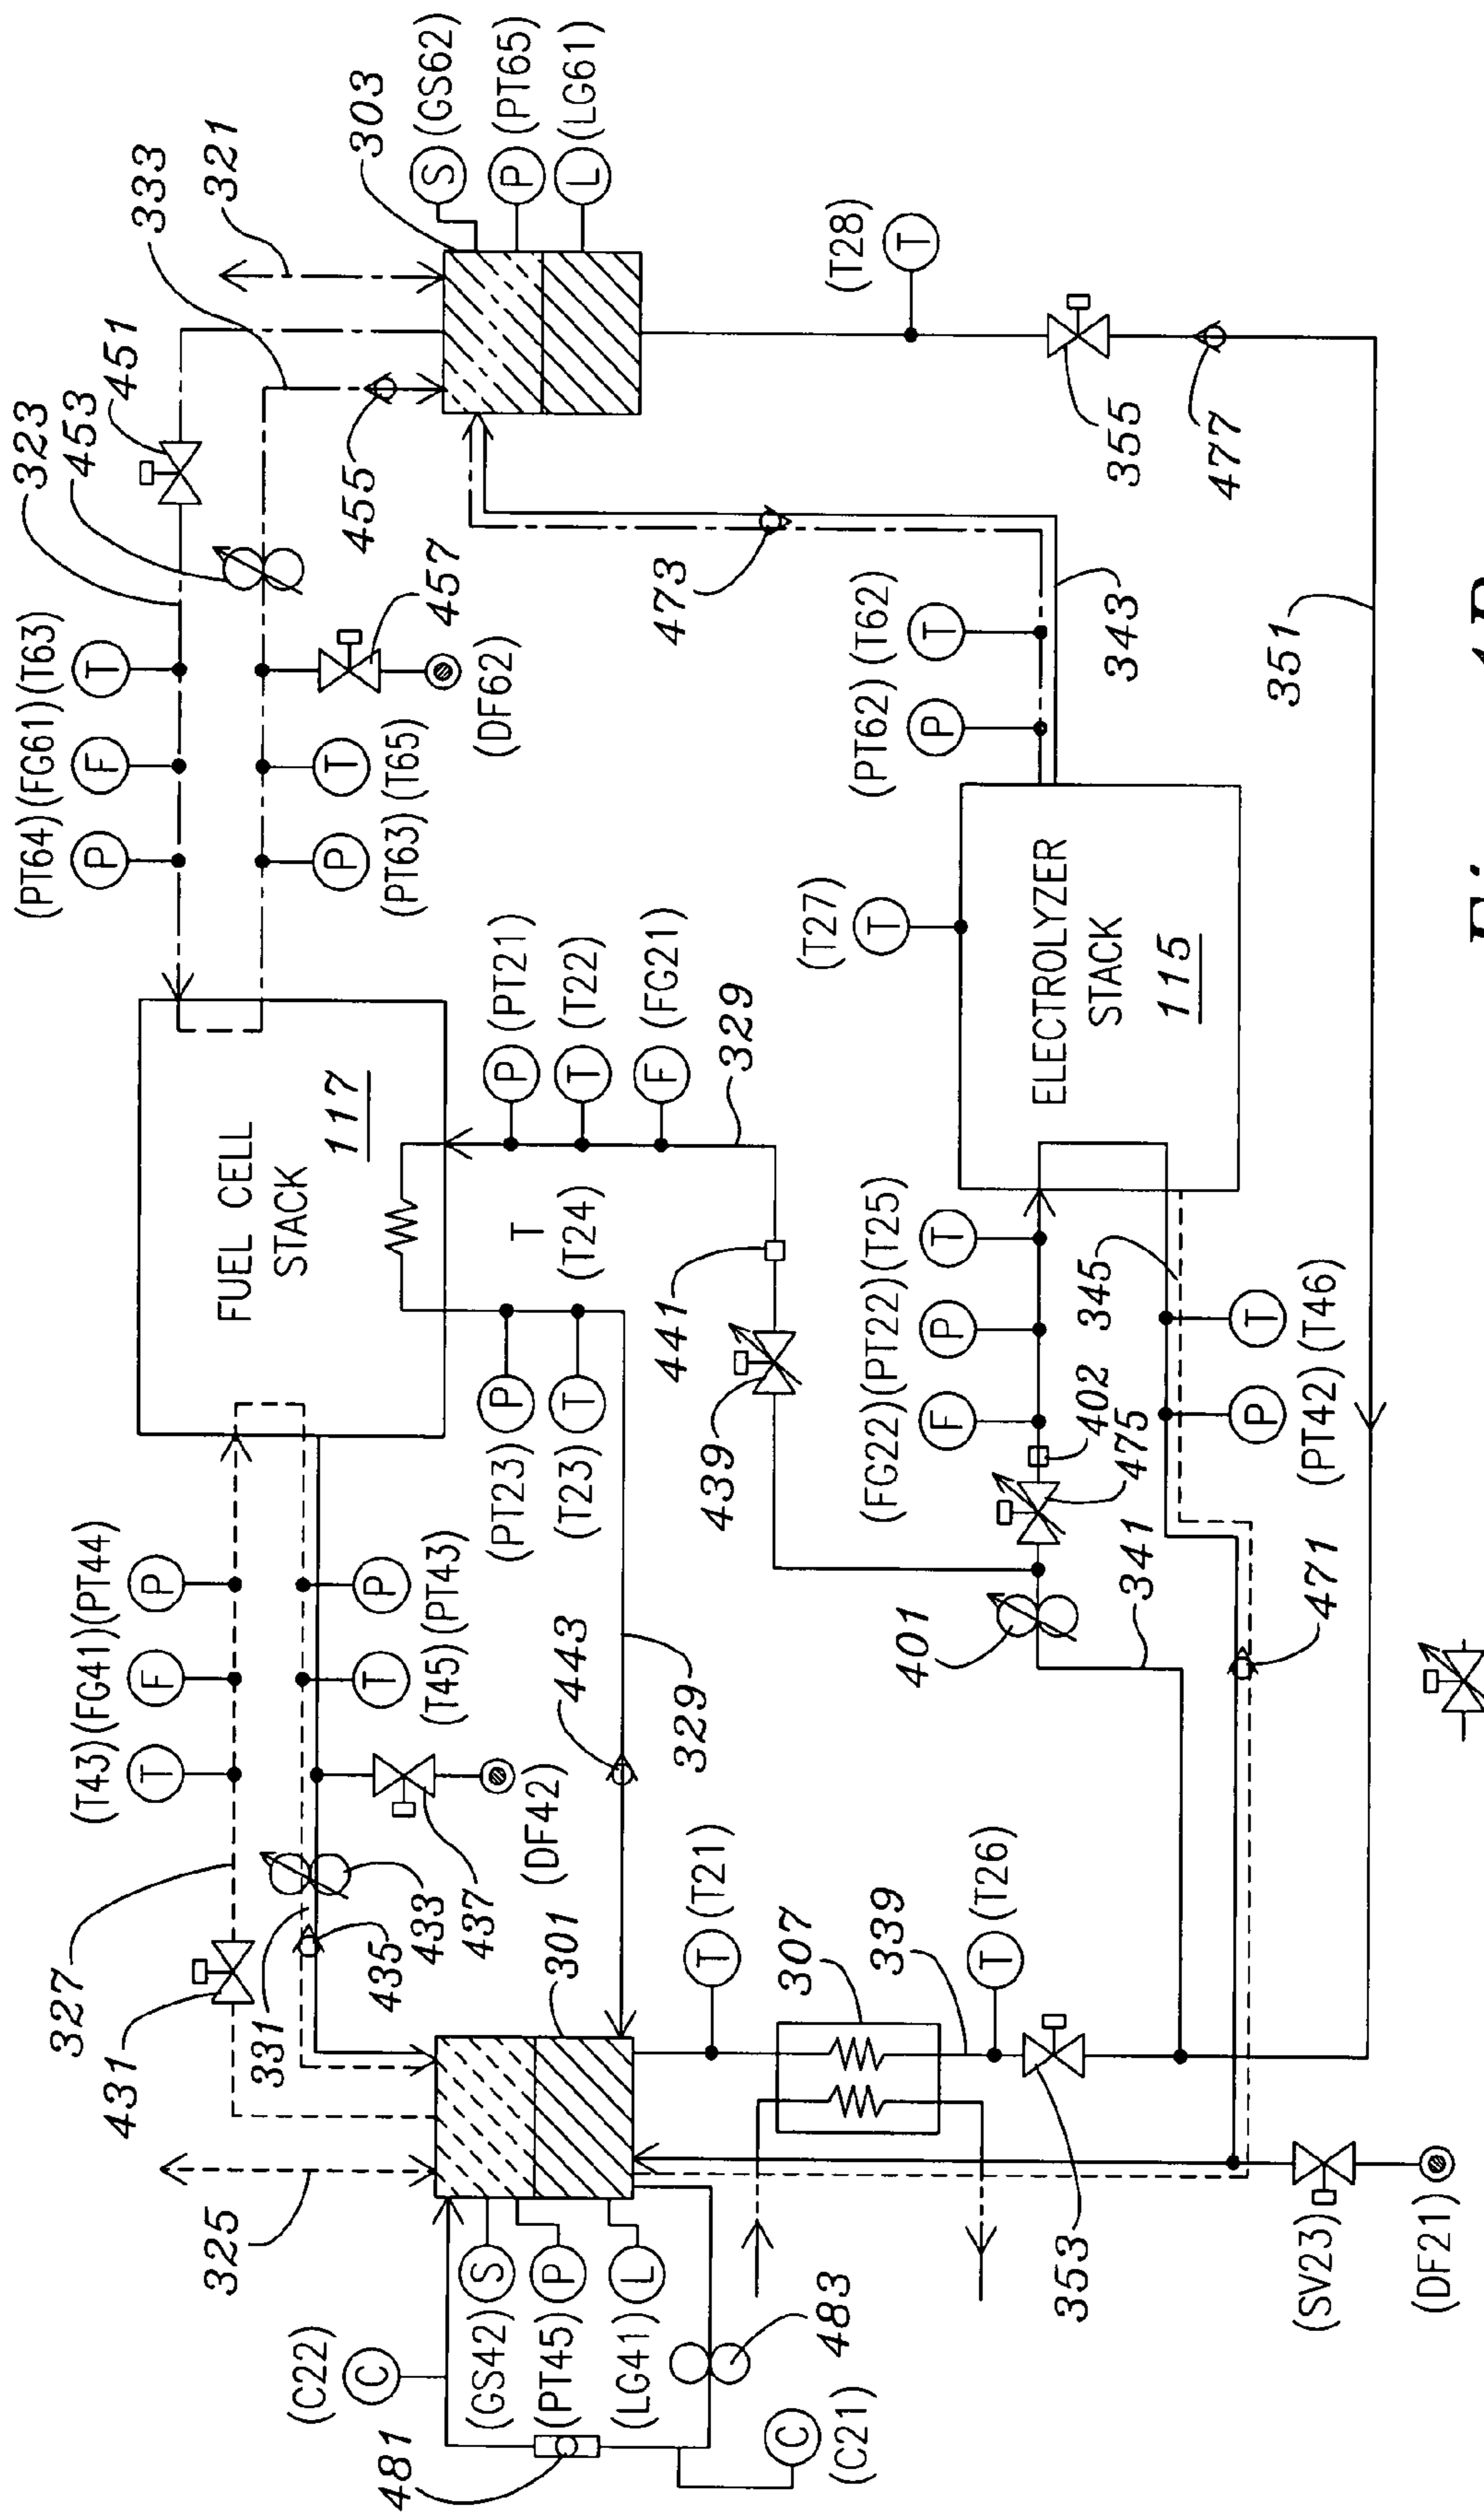 (PT64)(FG61)(T63) 323
327 453
(T43)(FG41)(PT44) P F T
431 451
T F P 333
325 FUEL CELL 321
331 STACK
(C22) 117 P T 455 303
C T P 435 (PT63)(T65)
481 433 (T45)(PT43) 457 S (GS62)
(GS42) S 437 (DF62)
(PT45) P (DF42) P (PT23) T P (PT21) P (PT65)
(LG41) L 301 443 T (T23) (T24) T (T22) L (LG61)
329 441 F (FG21) 473
T (T21) 439 329
C 483 307
(C21) 339 (T27) (PT62)(T62) (T28)
(FG22)(PT22)(T25) T P T T
T (T26) 401 F P T
353 402 345 ELECTROLYZER
341 475 STACK 343 355
115
477
T P
(SV23) 471 (PT42)(T46) 351
(DF21)